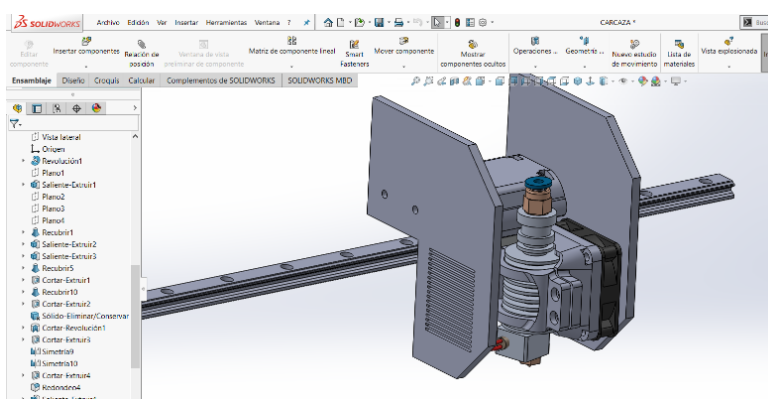 SOLIDWORKS Archivo Edición Ver Insertar Herramientas Ventana ? CARCAZA * Busc
Editar componente
Insertar componentes
Relación de posición
Ventana de vista preliminar de componente
Matriz de componente lineal
Smart Fasteners
Mover componente
Mostrar componentes ocultos
Operaciones ...
Geometría ...
Nuevo estudio de movimiento
Lista de materiales
Vista explosionada
Ensamblaje Diseño Croquis Calcular Complementos de SOLIDWORKS SOLIDWORKS MBD
Vista lateral
Origen
Revolución1
Plano1
Saliente-Extruir1
Plano2
Plano3
Plano4
Recubrir1
Saliente-Extruir2
Saliente-Extruir3
Recubrir5
Cortar-Extruir1
Recubrir10
Cortar-Extruir2
Sólido-Eliminar/Conservar
Cortar-Revolución1
Cortar-Extruir3
Simetría9
Simetría10
Cortar-Extruir4
Redondeo4